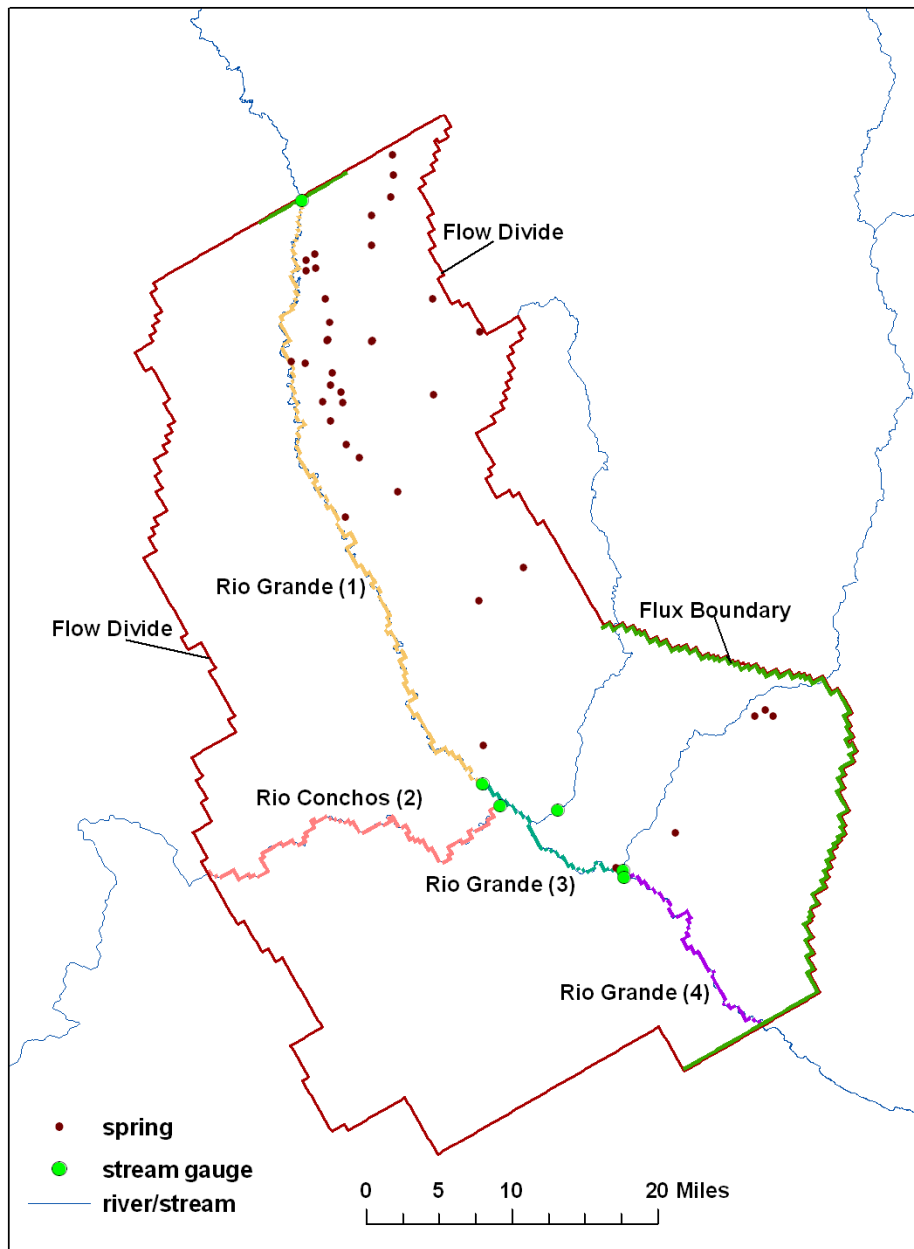 Flow Divide
Rio Grande (1)
Flow Divide
Flux Boundary
Rio Conchos (2)
Rio Grande (3)
Rio Grande (4)
spring
stream gauge
river/stream
0 5 10 20 Miles